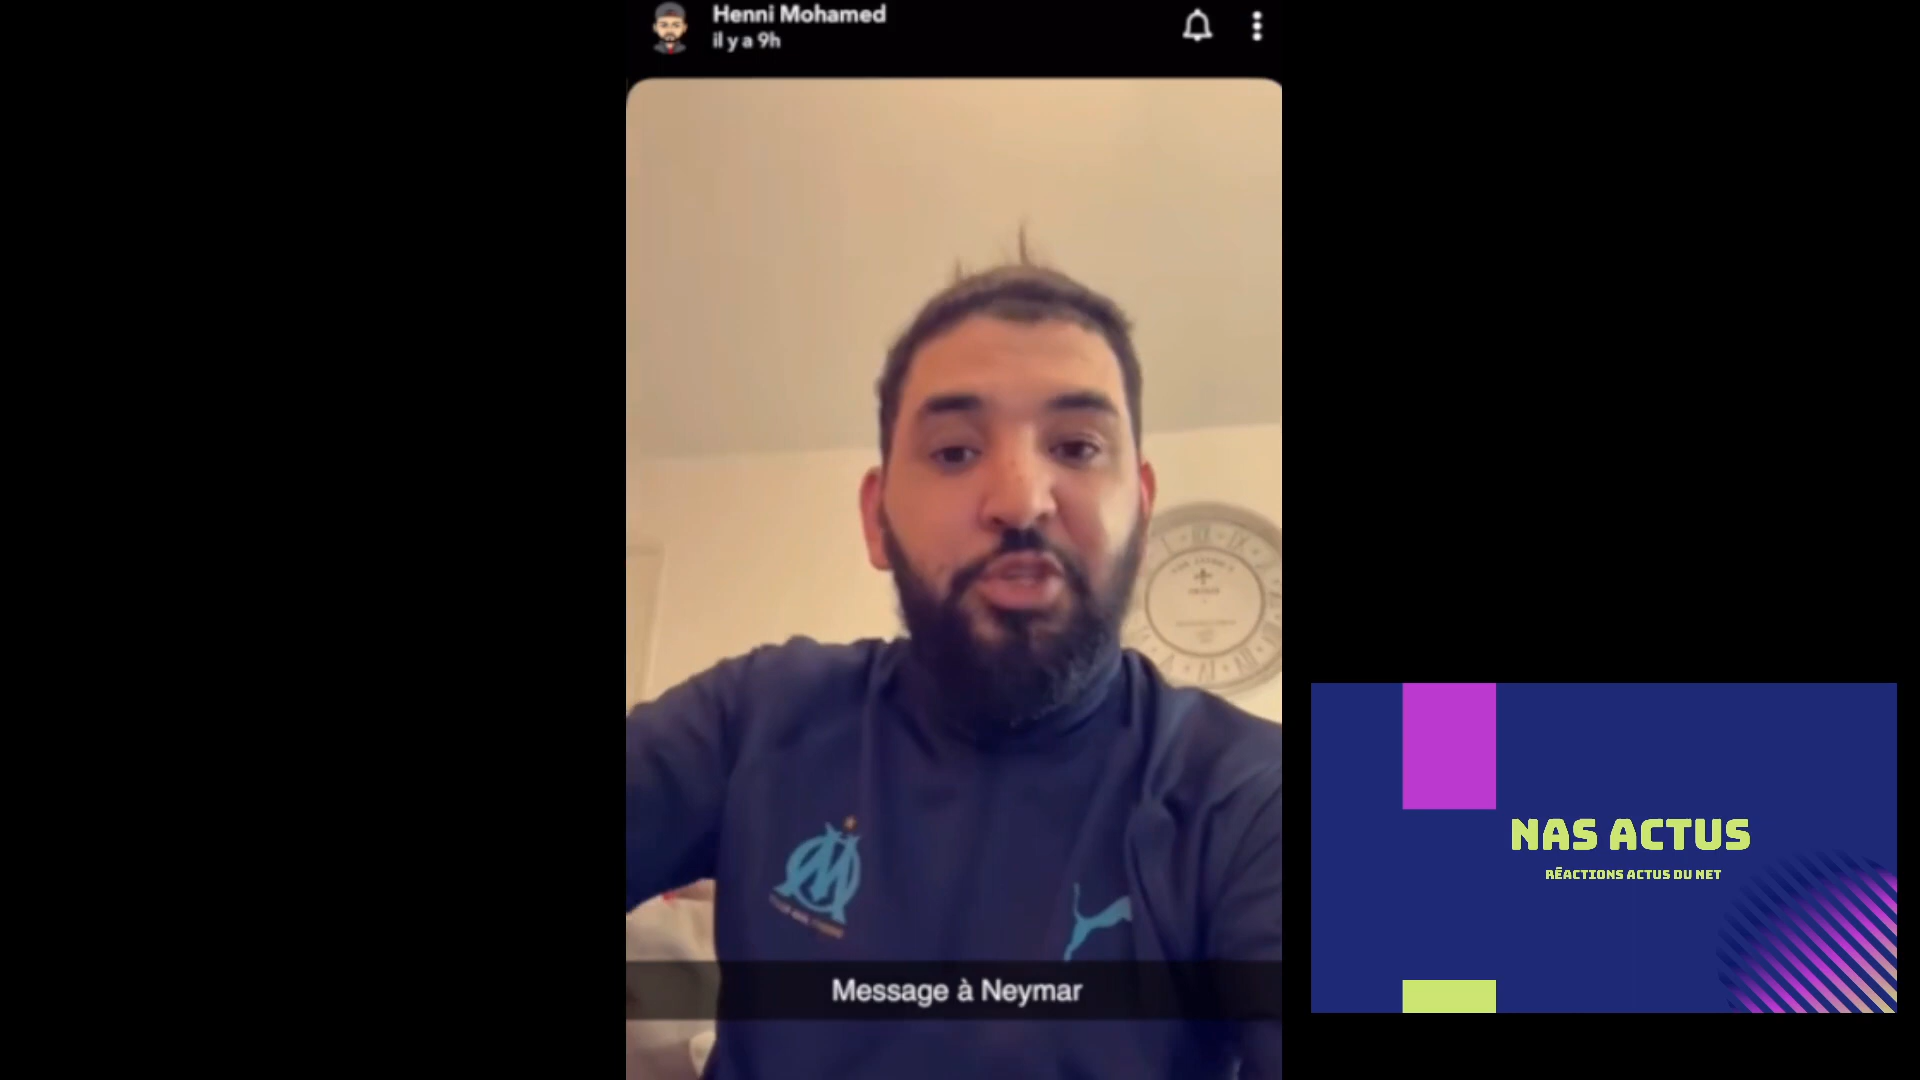 Henni Mohamed
il y a 9h
Message à Neymar
NAS ACTUS
RÉACTIONS ACTUS DU NET